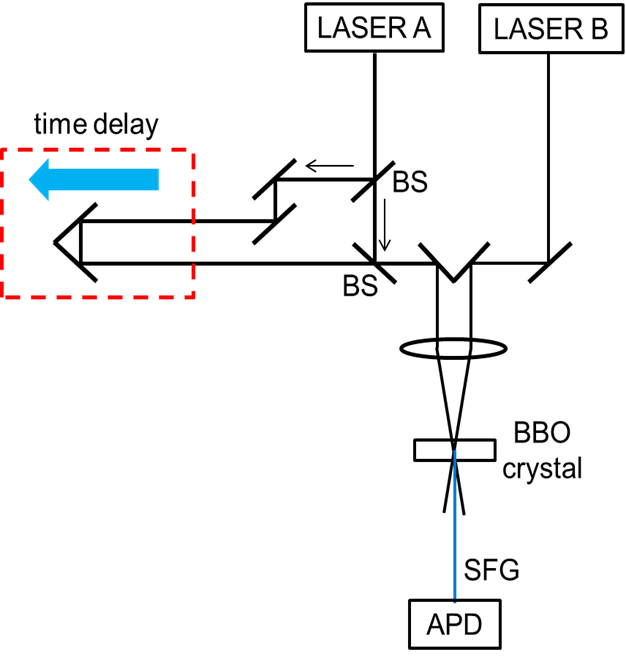 LASER A
LASER B
time delay
BS
BS
BBO
crystal
SFG
APD